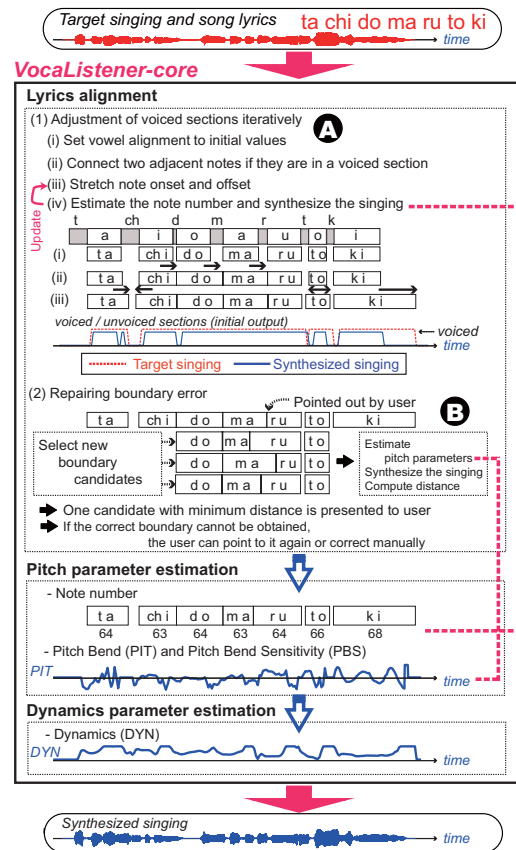 Target singing and song lyrics ta chi do ma ru to ki
time
VocaListener-core
Lyrics alignment
(1) Adjustment of voiced sections iteratively
A
(i) Set vowel alignment to initial values
(ii) Connect two adjacent notes if they are in a voiced section
(iii) Stretch note onset and offset
(iv) Estimate the note number and synthesize the singing
Update
t ch d m r t k
a i o a u o i
(i) ta chi do ma ru to ki
(ii) ta chi do ma ru to ki
(iii) ta chi do ma ru to ki
voiced / unvoiced sections (initial output)
voiced
time
Target singing Synthesized singing
(2) Repairing boundary error
Pointed out by user
B
ta chi do ma ru to ki
Select new boundary candidates
do ma ru to
do ma ru to
do ma ru to
Estimate
pitch parameters
Synthesize the singing
Compute distance
One candidate with minimum distance is presented to user
If the correct boundary cannot be obtained,
the user can point to it again or correct manually
Pitch parameter estimation
- Note number
ta chi do ma ru to ki
64 63 64 63 64 66 68
- Pitch Bend (PIT) and Pitch Bend Sensitivity (PBS)
PIT
time
Dynamics parameter estimation
- Dynamics (DYN)
DYN
time
Synthesized singing
time